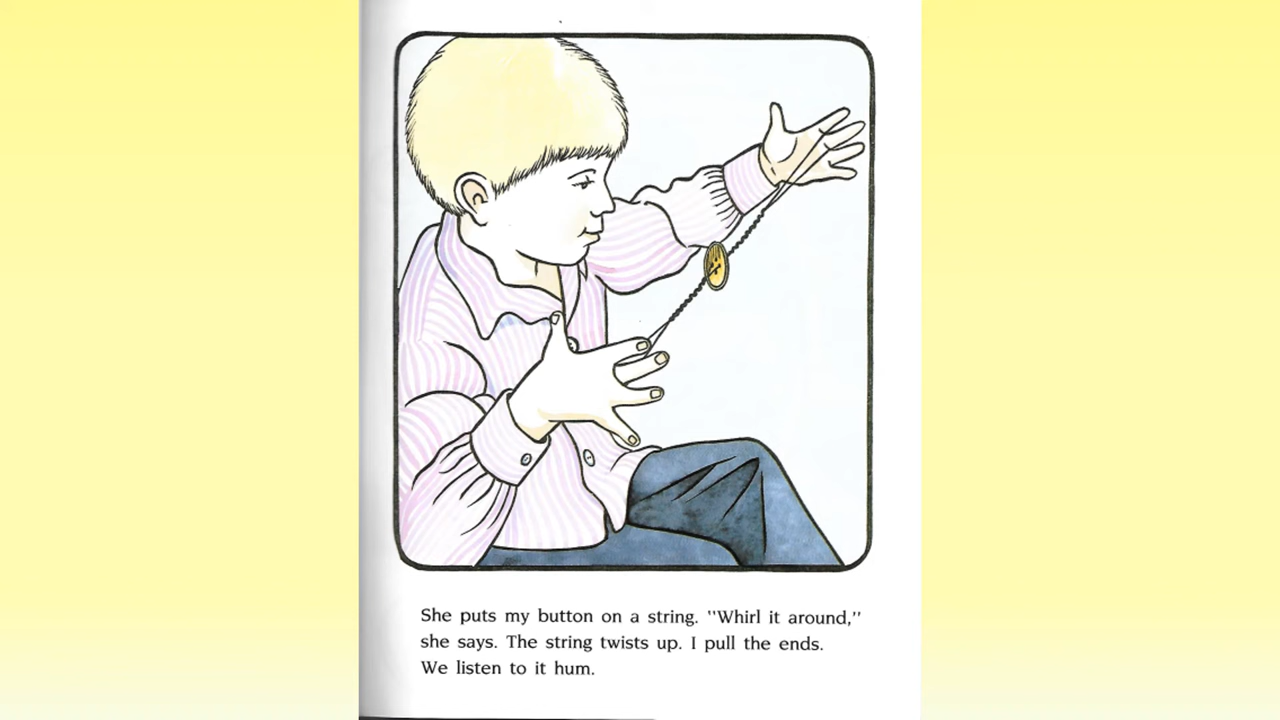 She puts my button on a string. "Whirl it around,"
she says. The string twists up. I pull the ends.
We listen to it hum.